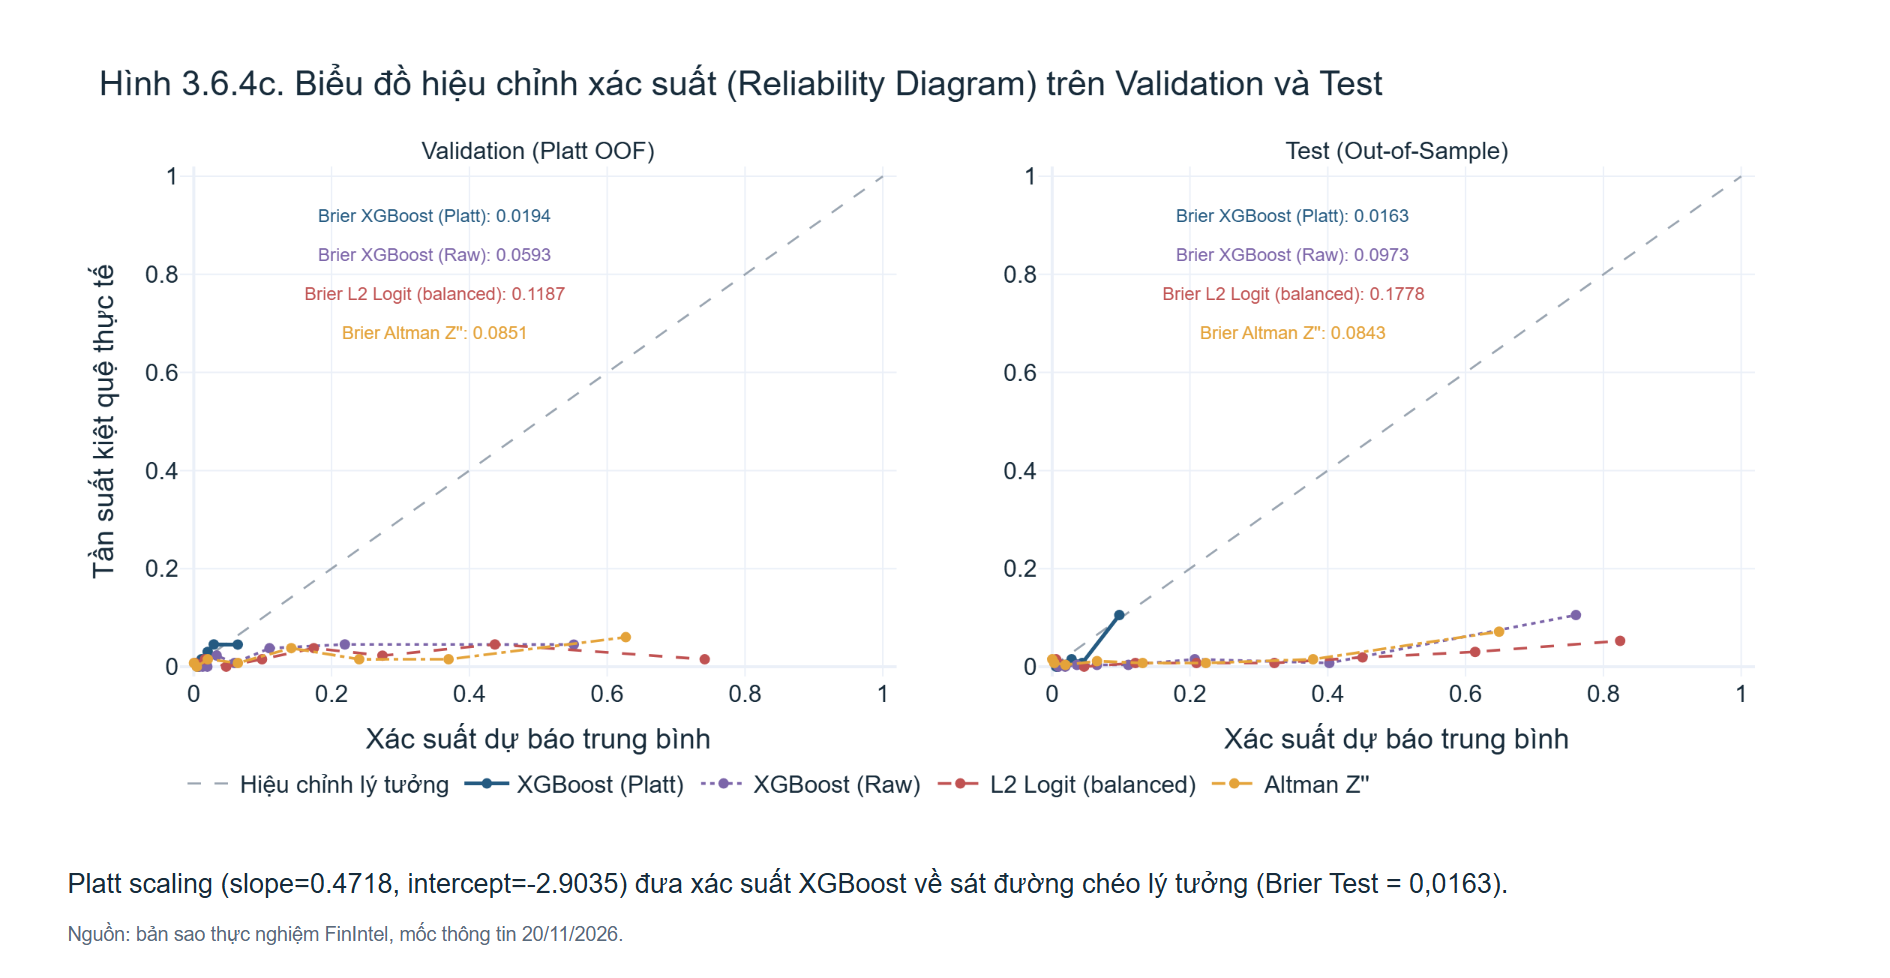 Hình 3.6.4c. Biểu đồ hiệu chỉnh xác suất (Reliability Diagram) trên Validation và Test
Validation (Platt OOF)
Tần suất kiệt quệ thực tế
1
0.8
0.6
0.4
0.2
0
Brier XGBoost (Platt): 0.0194
Brier XGBoost (Raw): 0.0593
Brier L2 Logit (balanced): 0.1187
Brier Altman Z": 0.0851
0 0.2 0.4 0.6 0.8 1
Xác suất dự báo trung bình
Test (Out-of-Sample)
1
0.8
0.6
0.4
0.2
0
Brier XGBoost (Platt): 0.0163
Brier XGBoost (Raw): 0.0973
Brier L2 Logit (balanced): 0.1778
Brier Altman Z": 0.0843
0 0.2 0.4 0.6 0.8 1
Xác suất dự báo trung bình
Hiệu chỉnh lý tưởng XGBoost (Platt) XGBoost (Raw) L2 Logit (balanced) Altman Z"
Platt scaling (slope=0.4718, intercept=-2.9035) đưa xác suất XGBoost về sát đường chéo lý tưởng (Brier Test = 0,0163).
Nguồn: bản sao thực nghiệm FinIntel, mốc thông tin 20/11/2026.